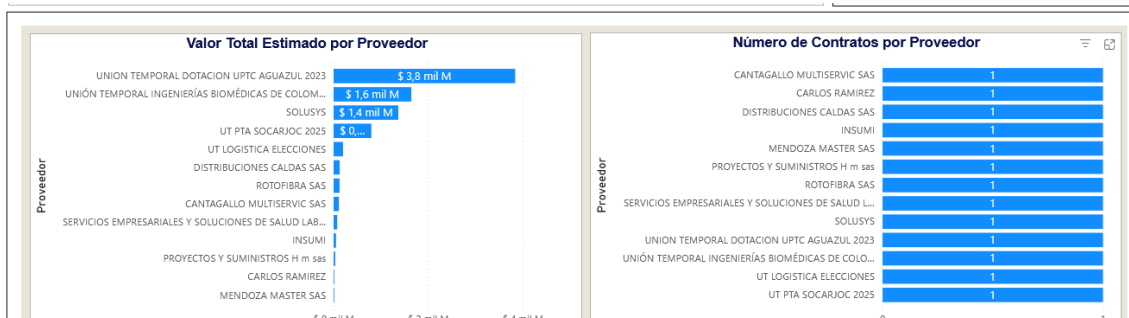 Valor Total Estimado por Proveedor
Proveedor
UNION TEMPORAL DOTACION UPTC AGUAZUL 2023 $ 3,8 mil M
UNIÓN TEMPORAL INGENIERÍAS BIOMÉDICAS DE COLOM... $ 1,6 mil M
SOLUSYS $ 1,4 mil M
UT PTA SOCARJOC 2025 $ 0,...
UT LOGISTICA ELECCIONES
DISTRIBUCIONES CALDAS SAS
ROTOFIBRA SAS
CANTAGALLO MULTISERVIC SAS
SERVICIOS EMPRESARIALES Y SOLUCIONES DE SALUD LAB...
INSUMI
PROYECTOS Y SUMINISTROS H m sas
CARLOS RAMIREZ
MENDOZA MASTER SAS
Número de Contratos por Proveedor
Proveedor
CANTAGALLO MULTISERVIC SAS 1
CARLOS RAMIREZ 1
DISTRIBUCIONES CALDAS SAS 1
INSUMI 1
MENDOZA MASTER SAS 1
PROYECTOS Y SUMINISTROS H m sas 1
ROTOFIBRA SAS 1
SERVICIOS EMPRESARIALES Y SOLUCIONES DE SALUD L... 1
SOLUSYS 1
UNION TEMPORAL DOTACION UPTC AGUAZUL 2023 1
UNIÓN TEMPORAL INGENIERÍAS BIOMÉDICAS DE COLO... 1
UT LOGISTICA ELECCIONES 1
UT PTA SOCARJOC 2025 1